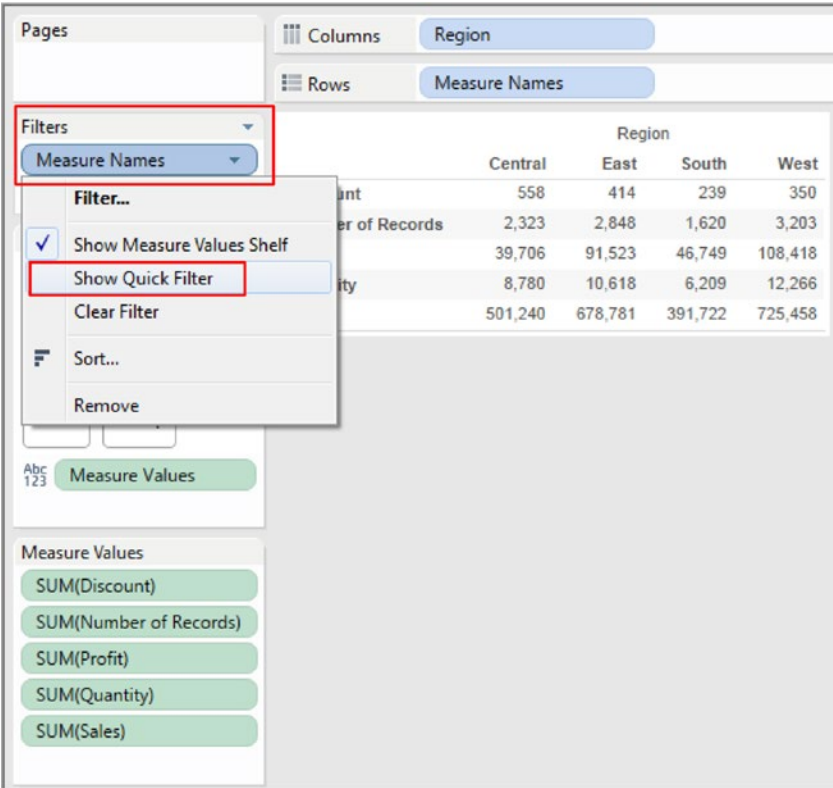 Pages
Columns
Region
Rows
Measure Names
Filters
Measure Names
Filter...
Show Measure Values Shelf
Show Quick Filter
Clear Filter
Sort...
Remove
Region
Central East South West
558 414 239 350
of Records 2,323 2,848 1,620 3,203
39,706 91,523 46,749 108,418
8,780 10,618 6,209 12,266
501,240 678,781 391,722 725,458
Abc
123
Measure Values
Measure Values
SUM(Discount)
SUM(Number of Records)
SUM(Profit)
SUM(Quantity)
SUM(Sales)